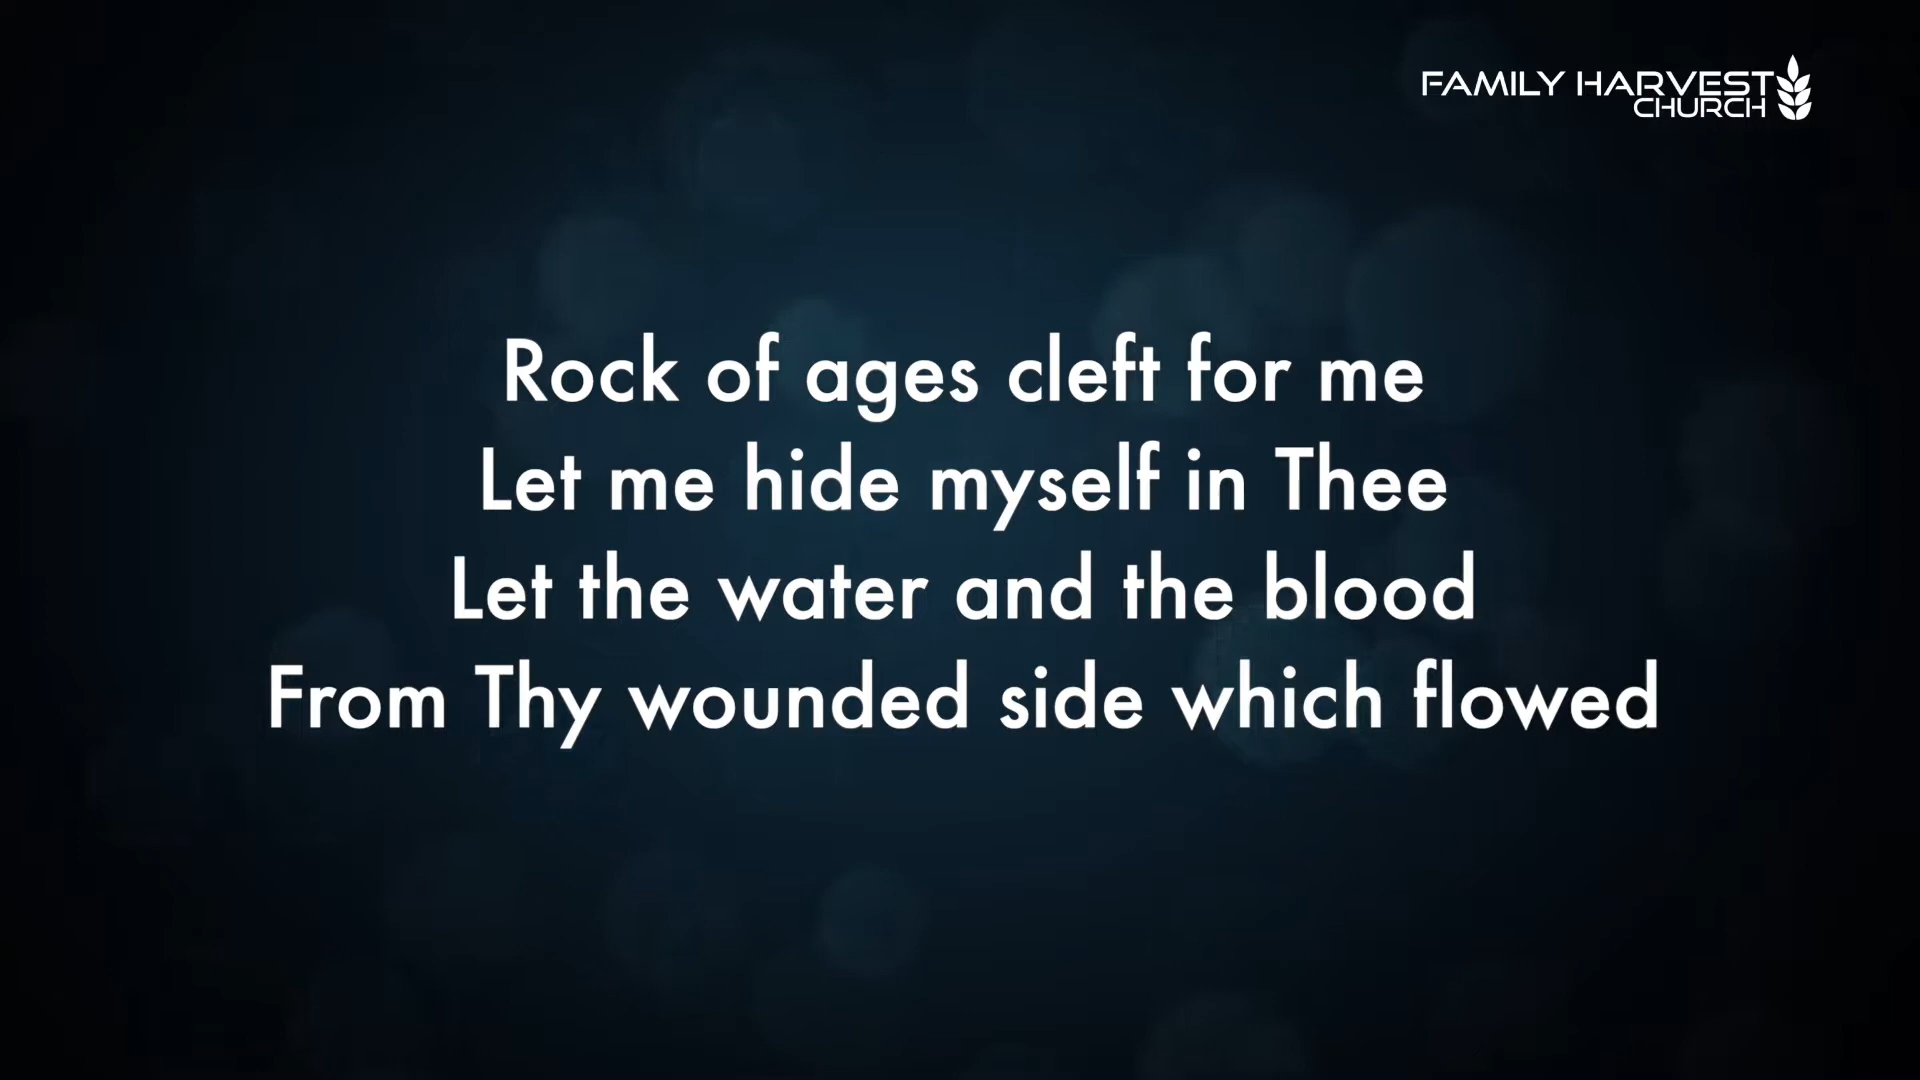 FAMILY HARVEST
CHURCH
Rock of ages cleft for me
Let me hide myself in Thee
Let the water and the blood
From Thy wounded side which flowed